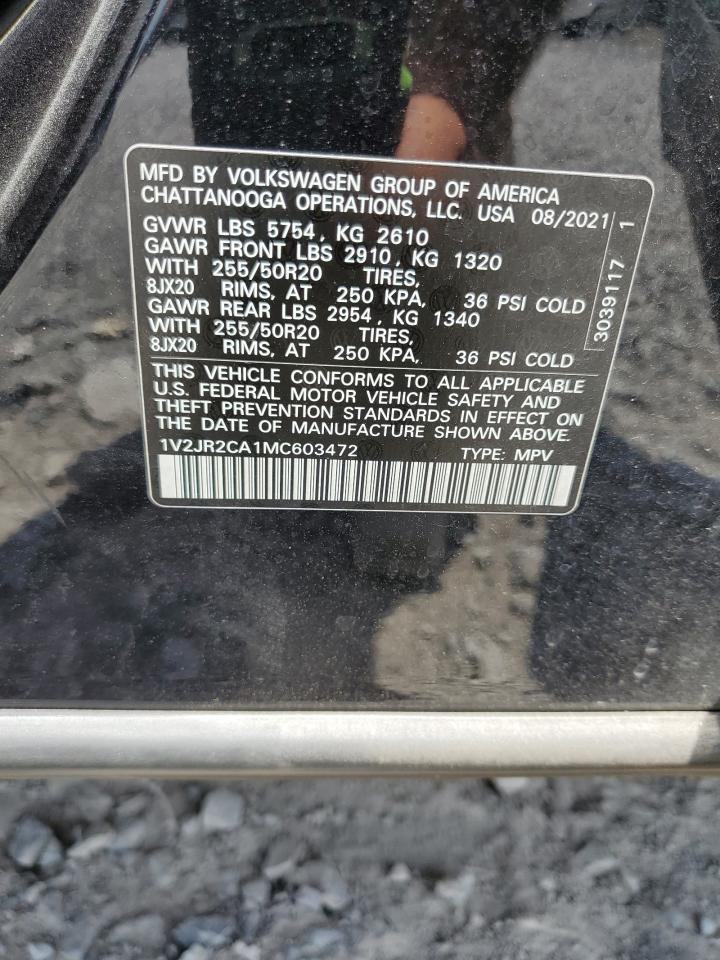 MFD BY VOLKSWAGEN GROUP OF AMERICA
CHATTANOOGA OPERATIONS, LLC. USA 08/2021
GVWR LBS 5754, KG 2610
GAWR FRONT LBS 2910, KG 1320
WITH 255/50R20 TIRES,
8JX20 RIMS, AT 250 KPA, 36 PSI COLD
GAWR REAR LBS 2954, KG 1340
WITH 255/50R20 TIRES,
8JX20 RIMS, AT 250 KPA, 36 PSI COLD
THIS VEHICLE CONFORMS TO ALL APPLICABLE
U.S. FEDERAL MOTOR VEHICLE SAFETY AND
THEFT PREVENTION STANDARDS IN EFFECT ON
THE DATE OF MANUFACTURE SHOWN ABOVE.
1V2JR2CA1MC603472 TYPE: MPV
3039117 1